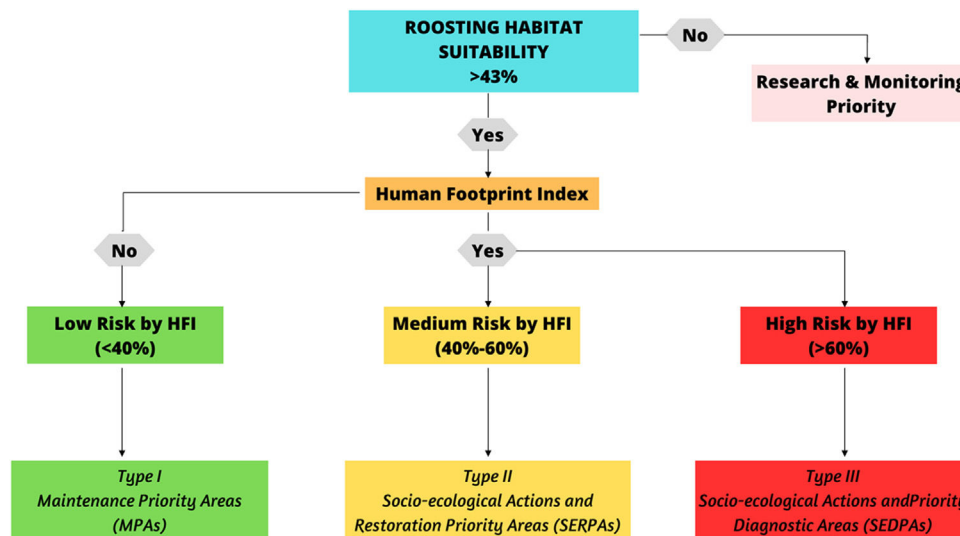 ROOSTING HABITAT
SUITABILITY
>43%
No
Research & Monitoring
Priority
Yes
Human Footprint Index
No
Yes
Low Risk by HFI
(<40%)
Medium Risk by HFI
(40%-60%)
High Risk by HFI
(>60%)
Type I
Maintenance Priority Areas
(MPAs)
Type II
Socio-ecological Actions and
Restoration Priority Areas (SERPAs)
Type III
Socio-ecological Actions andPriority
Diagnostic Areas (SEDPAs)